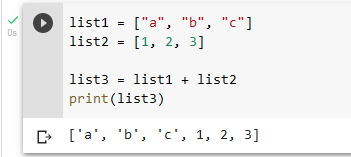 0s
list1 = ["a", "b", "c"]
list2 = [1, 2, 3]
list3 = list1 + list2
print(list3)
['a', 'b', 'c', 1, 2, 3]